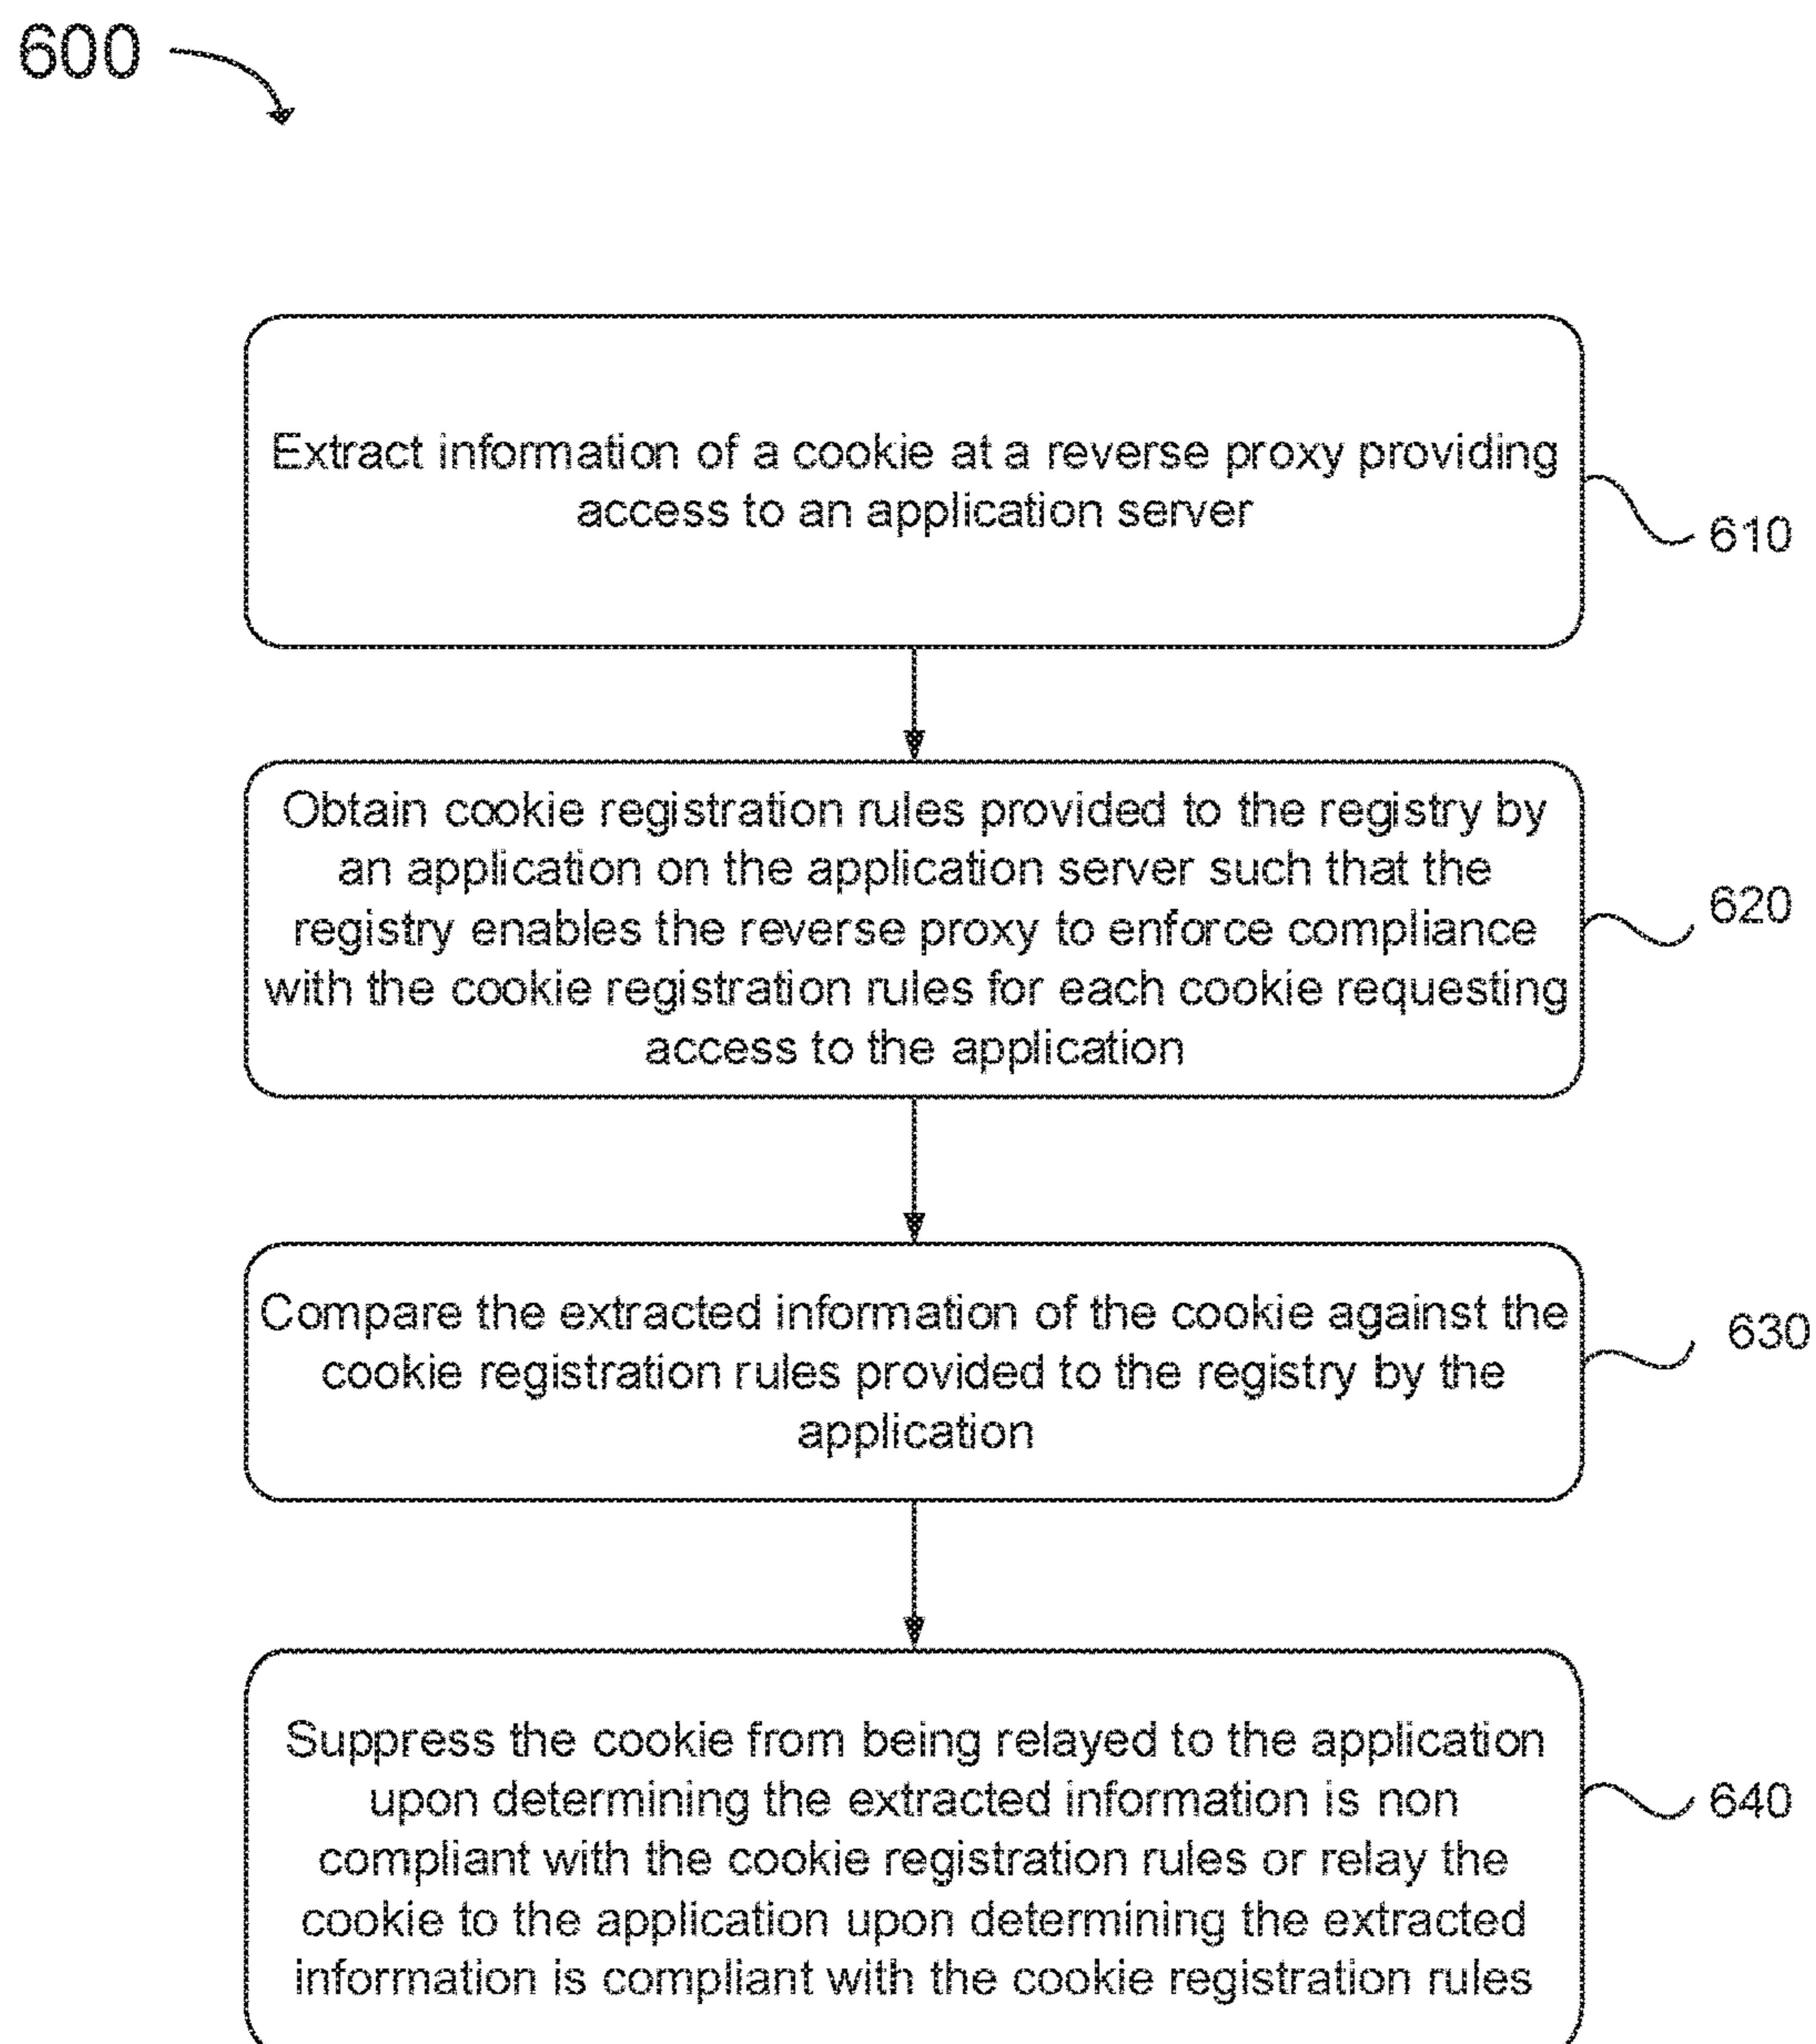 600
Extract information of a cookie at a reverse proxy providing
access to an application server
610
Obtain cookie registration rules provided to the registry by
an application on the application server such that the
registry enables the reverse proxy to enforce compliance
with the cookie registration rules for each cookie requesting
access to the application
620
Compare the extracted information of the cookie against the
cookie registration rules provided to the registry by the
application
630
Suppress the cookie from being relayed to the application
upon determining the extracted information is non
compliant with the cookie registration rules or relay the
cookie to the application upon determining the extracted
information is compliant with the cookie registration rules
640